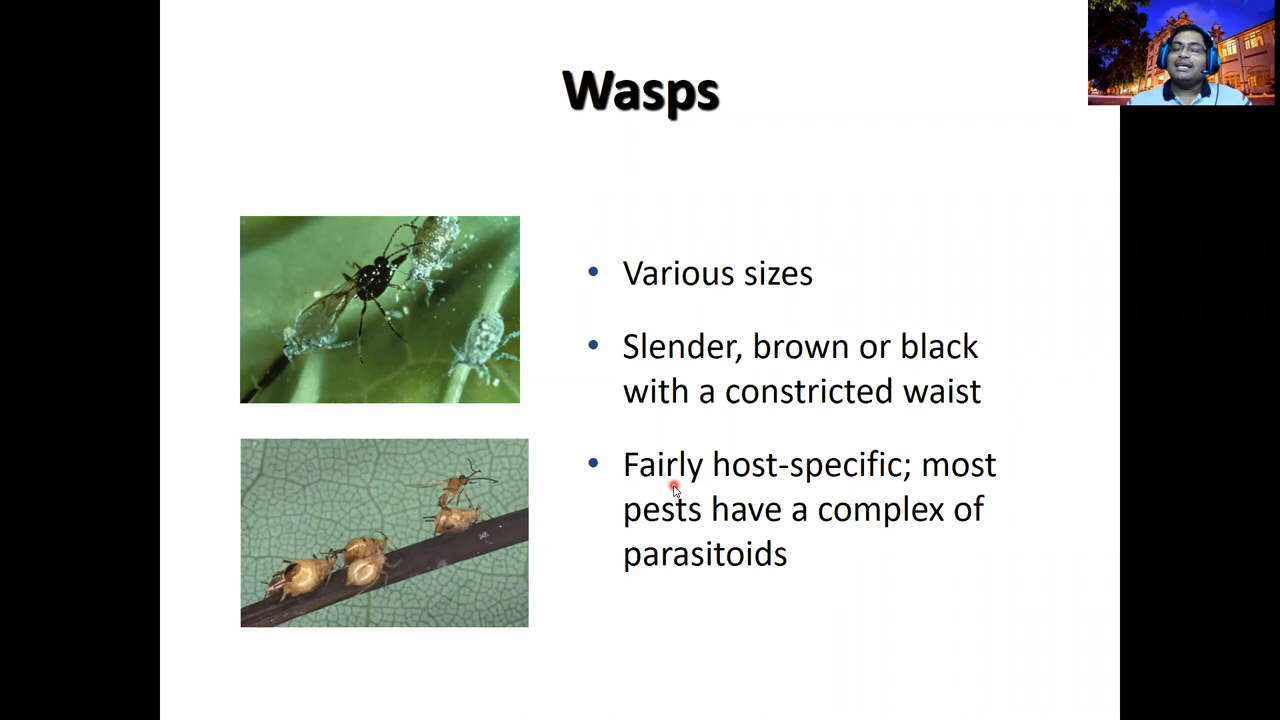 Wasps
• Various sizes
• Slender, brown or black
with a constricted waist
• Fairly host-specific; most
pests have a complex of
parasitoids